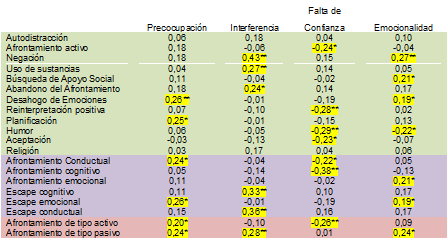 Falta de
Preocupación Interferencia Confianza Emocionalidad
Autodistracción 0,06 0,18 0,04 0,10
Afrontamiento activo 0,18 -0,06 -0,24* -0,04
Negación 0,18 0,43** 0,15 0,27**
Uso de sustancias 0,04 0,27** 0,14 0,05
Búsqueda de Apoyo Social 0,11 -0,04 -0,02 0,21*
Abandono del Afrontamiento 0,18 0,24* 0,14 0,17
Desahogo de Emociones 0,26** -0,01 -0,19 0,19*
Reinterpretación positiva 0,07 -0,10 -0,28** 0,02
Planificación 0,25* -0,01 -0,15 0,13
Humor 0,06 -0,05 -0,29** -0,22*
Aceptación -0,03 -0,13 -0,23* -0,07
Religión 0,03 0,17 0,04 0,06
Afrontamiento Conductual 0,24* -0,04 -0,22* 0,05
Afrontamiento cognitivo 0,05 -0,14 -0,38** -0,13
Afrontamiento emocional 0,11 -0,04 -0,02 0,21*
Escape cognitivo 0,11 0,33** 0,10 0,17
Escape emocional 0,26* -0,01 -0,19 0,19*
Escape conductual 0,15 0,36** 0,16 0,17
Afrontamiento de tipo activo 0,20* -0,10 -0,26** 0,09
Afrontamiento de tipo pasivo 0,24* 0,28** 0,01 0,24*